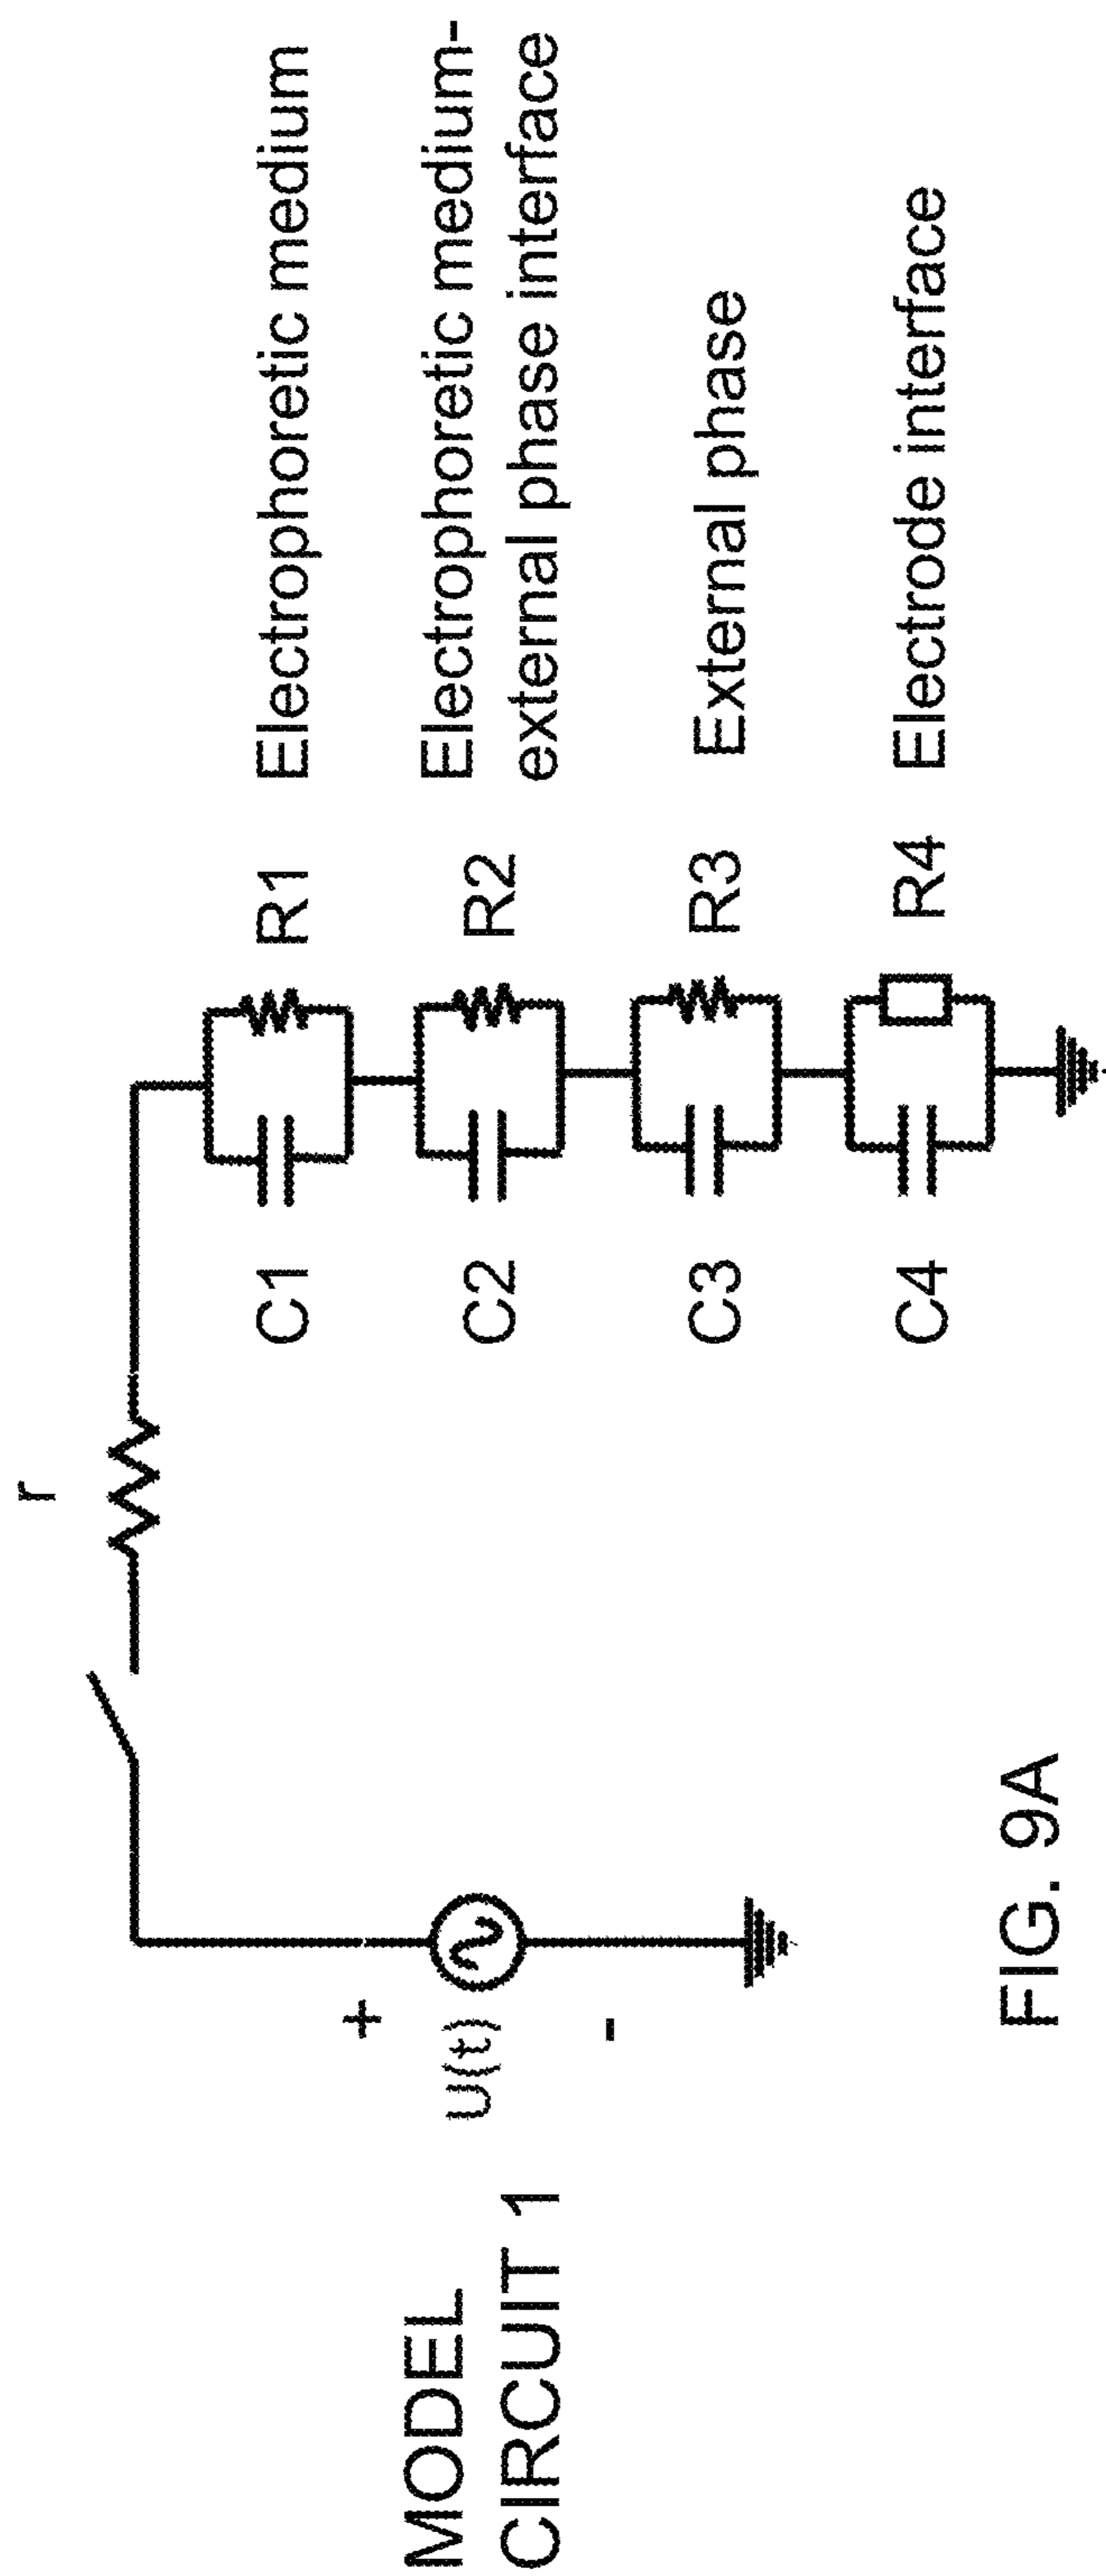 r
MODEL
CIRCUIT 1
+
U(t)
-
C1 R1 Electrophoretic medium
C2 R2 Electrophoretic medium-
external phase interface
C3 R3 External phase
C4 R4 Electrode interface
FIG. 9A